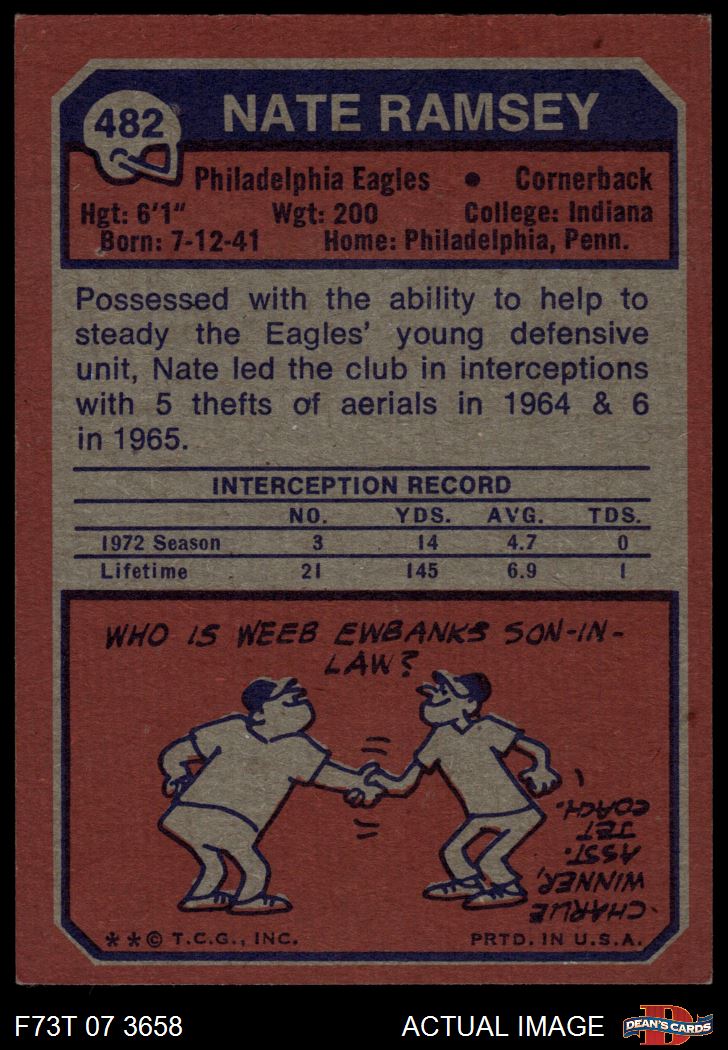 482
NATE RAMSEY
Philadelphia Eagles • Cornerback
Hgt: 6'1" Wgt: 200 College: Indiana
Born: 7-12-41 Home: Philadelphia, Penn.
Possessed with the ability to help to
steady the Eagles' young defensive
unit, Nate led the club in interceptions
with 5 thefts of aerials in 1964 & 6
in 1965.
INTERCEPTION RECORD
NO. YDS. AVG. TDS.
1972 Season 3 14 4.7 0
Lifetime 21 145 6.9 1
WHO IS WEEB EWBANKS SON-IN-
LAW?
CHARLIE
WINNER,
ASST.
JET
COACH.
**© T.C.G., INC. PRTD. IN U.S.A.
F73T 07 3658 ACTUAL IMAGE
D
DEAN'S CARDS